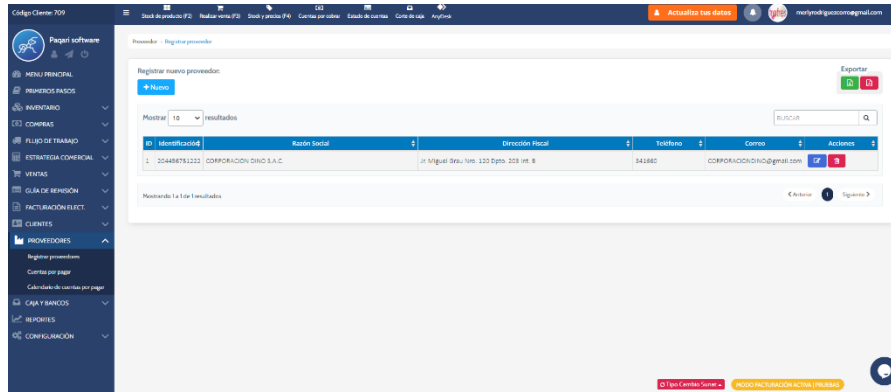 Código Cliente: 709
Stock de producto (F2) Realizar venta (F3) Stock y precios (F4) Cuentas por cobrar Estado de cuentas Corte de caja AnyDesk
Actualiza tus datos
merlyrodriguezcorro@gmail.com
Paqari software
MENU PRINCIPAL
PRIMEROS PASOS
INVENTARIO
COMPRAS
FLUJO DE TRABAJO
ESTRATEGIA COMERCIAL
VENTAS
GUÍA DE REMISIÓN
FACTURACIÓN ELECT.
CLIENTES
PROVEEDORES
Registrar proveedores
Cuentas por pagar
Calendario de cuentas por pagar
CAJA Y BANCOS
REPORTES
CONFIGURACIÓN
Proveedor - Registrar proveedor
Registrar nuevo proveedor:
Exportar
+Nuevo
Mostrar 10 resultados
BUSCAR
ID Identificación Razón Social Dirección Fiscal Teléfono Correo Acciones
1 204456751222 CORPORACION DINO S.A.C. Jr. Miguel Grau Nro. 120 Dpto. 203 Int. B 341660 CORPORACIONDINO@gmail.com
Mostrando 1 a 1 de 1 resultados
Anterior 1 Siguiente
Tipo Cambio Sunat
MODO FACTURACIÓN ACTIVA | PRUEBAS